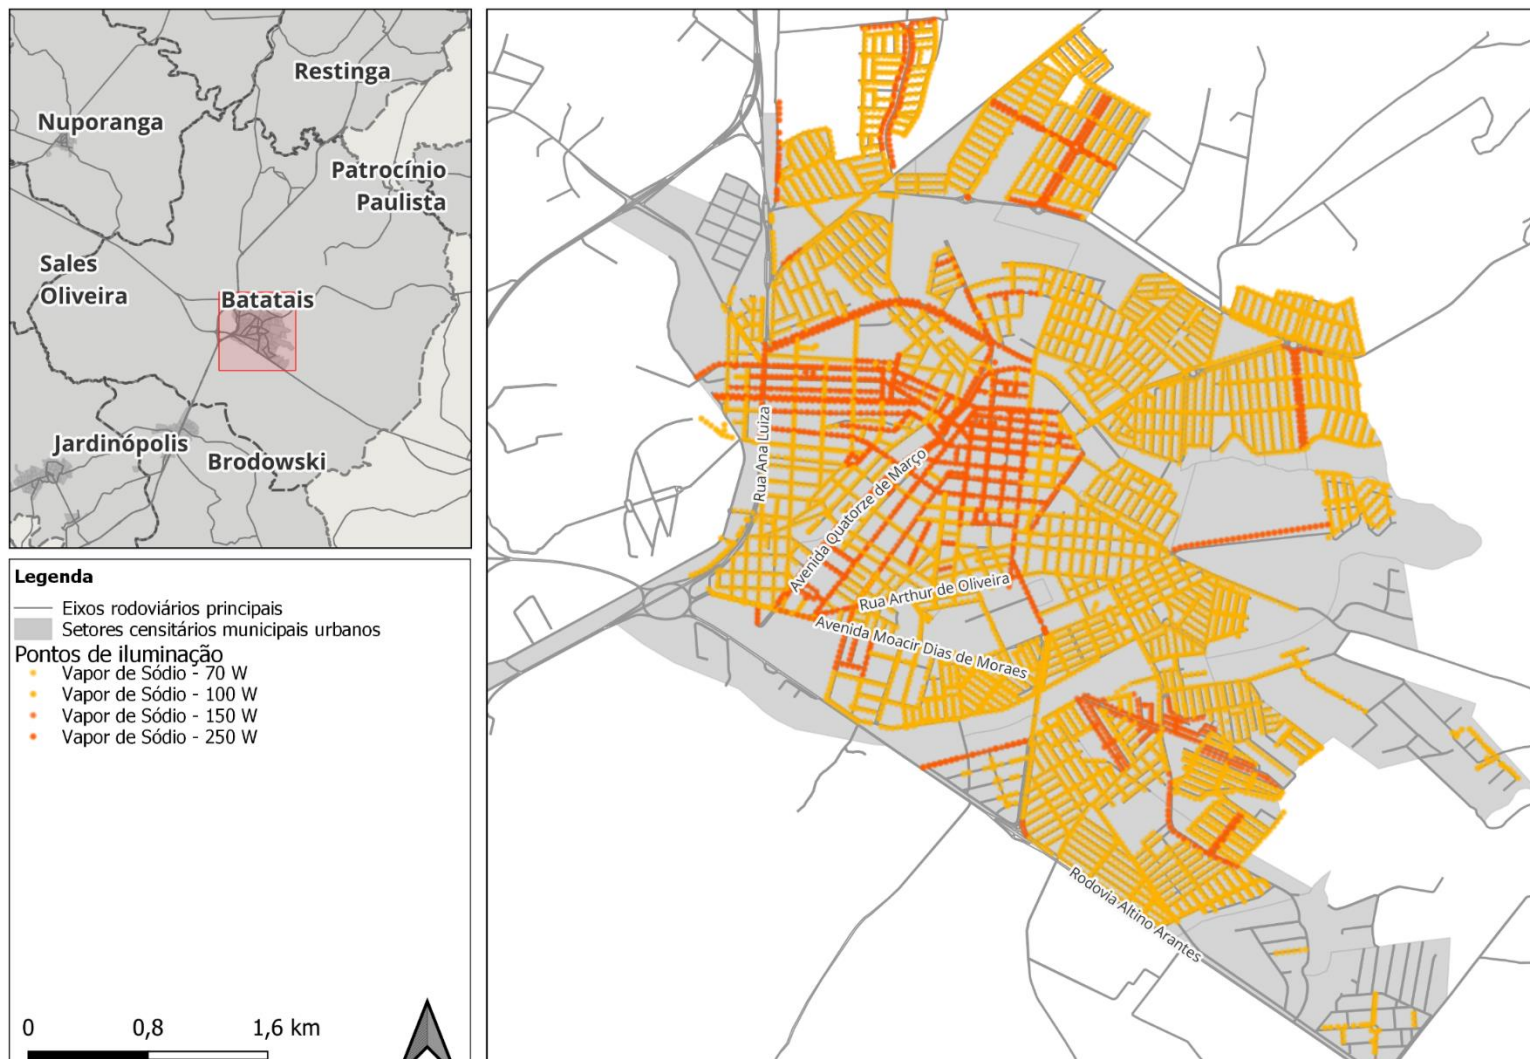 Restinga
Nuporanga
Patrocínio
Paulista
Sales
Oliveira
Batatais
Jardinópolis
Brodowski
Legenda
Eixos rodoviários principais
Setores censitários municipais urbanos
Pontos de iluminação
Vapor de Sódio - 70 W
Vapor de Sódio - 100 W
Vapor de Sódio - 150 W
Vapor de Sódio - 250 W
0 0,8 1,6 km
Rua Ana Luiza
Avenida Quatorze de Março
Rua Arthur de Oliveira
Avenida Moacir Dias de Moraes
Rodovia Altino Arantes